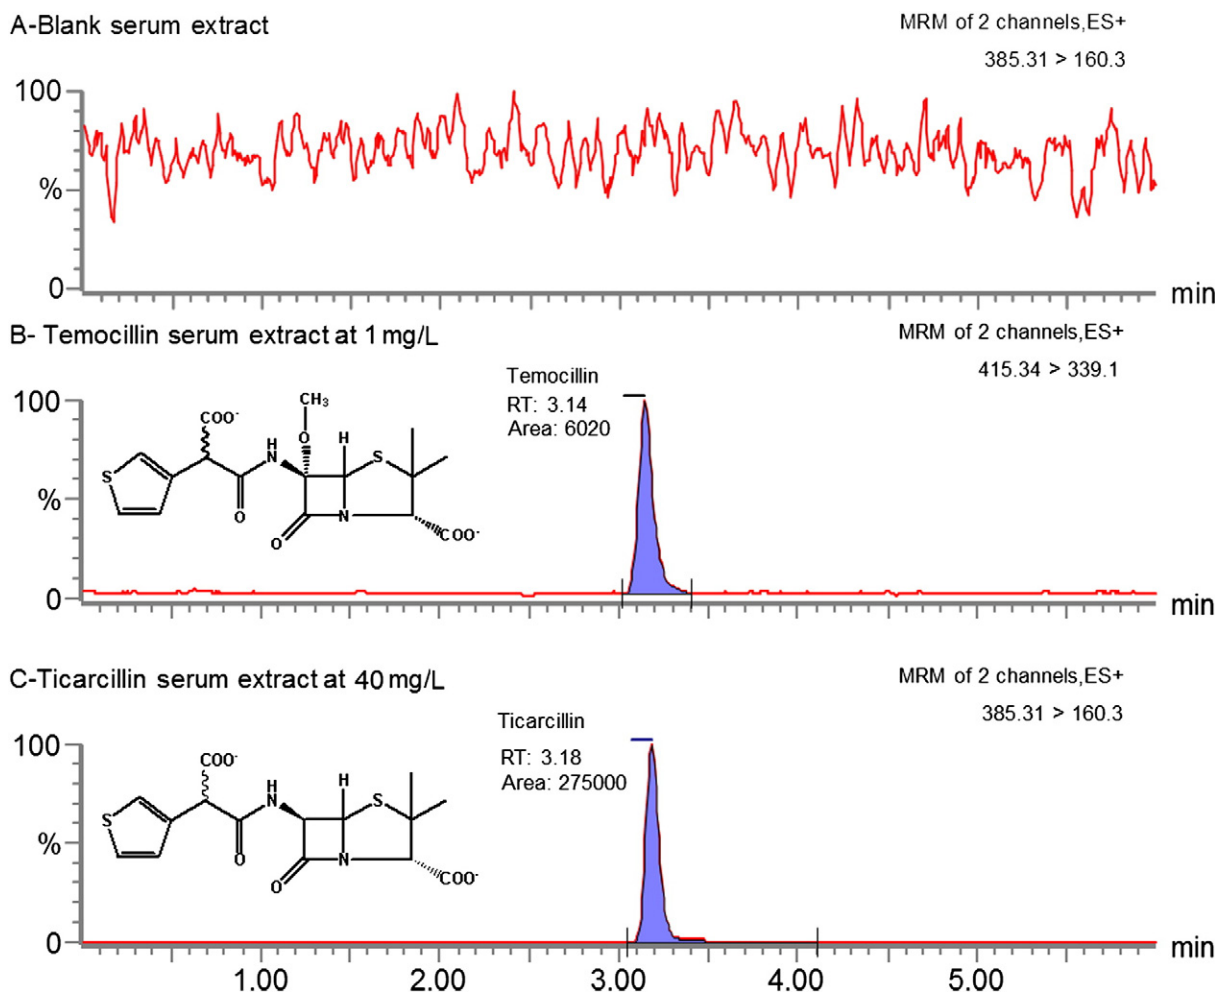 A-Blank serum extract
MRM of 2 channels,ES+
385.31 > 160.3
100
%
0
min
B- Temocillin serum extract at 1 mg/L
MRM of 2 channels,ES+
415.34 > 339.1
Temocillin
RT: 3.14
Area: 6020
100
%
0
min
CH3
O
COO-
H
N
H
S
S
O
O
N
COO-
C-Ticarcillin serum extract at 40 mg/L
MRM of 2 channels,ES+
385.31 > 160.3
Ticarcillin
RT: 3.18
Area: 275000
100
%
0
min
COO-
H
N
H
S
S
O
O
N
COO-
1.00 2.00 3.00 4.00 5.00